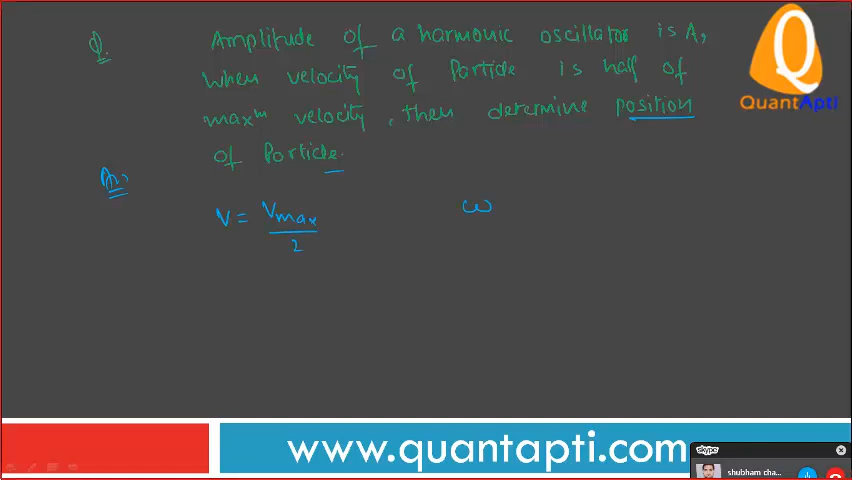 Q. Amplitude of a harmonic oscillator is A,
when velocity of Particle is half of
maxᵐ velocity, then determine position
of Particle.
QuantApti
Ans
V = Vmax/2
ω
www.quantapti.com
skype
shubham cha...